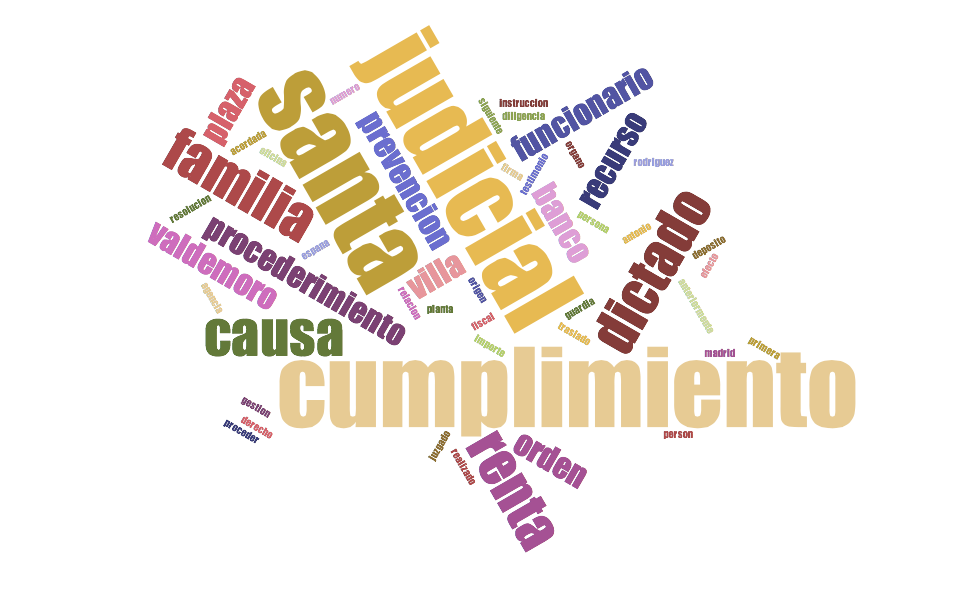 judicial
santa
plaza
numero
siguiente
instruccion
diligencia
funcionario
prevencion
acordada
oficina
familia
organo
recurso
rodriguez
firma
testimonio
banco
persona
resolucion
dictado
antonio
deposito
efecto
valdemoro
procederimiento
españa
villa
relacion
origen
planta
guardia
anteriormente
agencia
causa
fiscal
traslado
importe
madrid
primera
cumplimiento
gestion
derecho
proceder
juzgado
realizado
renta
orden
person